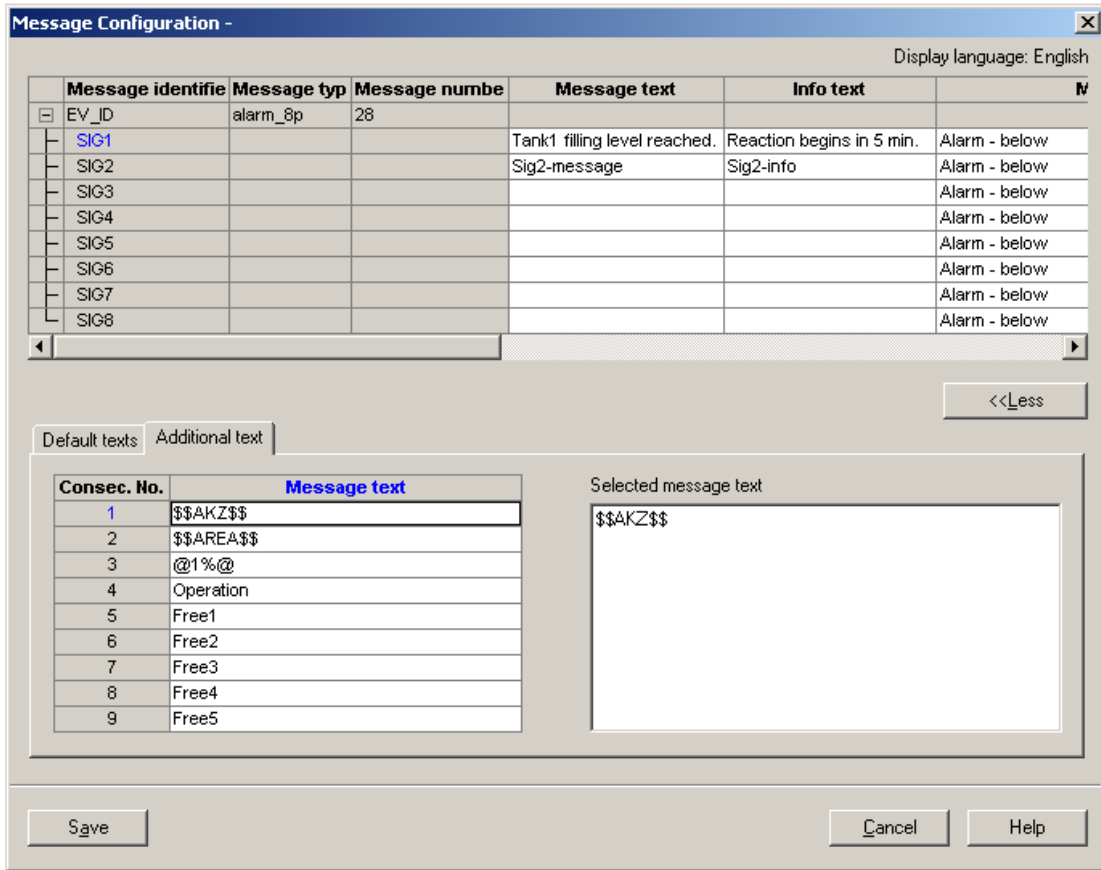 Message Configuration -
Display language: English
Message identifie Message typ Message numbe Message text Info text M
EV_ID alarm_8p 28
SIG1 Tank1 filling level reached. Reaction begins in 5 min. Alarm - below
SIG2 Sig2-message Sig2-info Alarm - below
SIG3 Alarm - below
SIG4 Alarm - below
SIG5 Alarm - below
SIG6 Alarm - below
SIG7 Alarm - below
SIG8 Alarm - below
<<Less
Default texts Additional text
Consec. No. Message text Selected message text
1 $$AKZ$$ $$AKZ$$
2 $$AREA$$
3 @1%@
4 Operation
5 Free1
6 Free2
7 Free3
8 Free4
9 Free5
Save Cancel Help